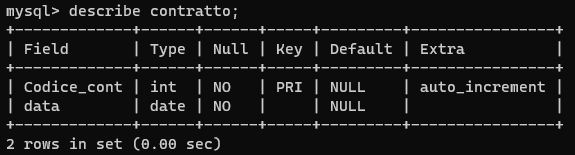 mysql> describe contratto;
+-------------+------+------+-----+---------+----------------+
| Field       | Type | Null | Key | Default | Extra          |
+-------------+------+------+-----+---------+----------------+
| Codice_cont | int  | NO   | PRI | NULL    | auto_increment |
| data        | date | NO   |     | NULL    |                |
+-------------+------+------+-----+---------+----------------+
2 rows in set (0.00 sec)